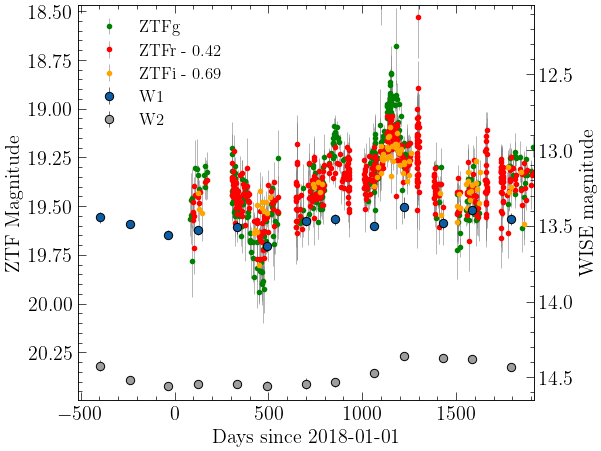 ZTFg
ZTFr - 0.42
ZTFi - 0.69
W1
W2
18.50
18.75
19.00
19.25
19.50
19.75
20.00
20.25
ZTF Magnitude
12.5
13.0
13.5
14.0
14.5
WISE magnitude
−500 0 500 1000 1500
Days since 2018-01-01